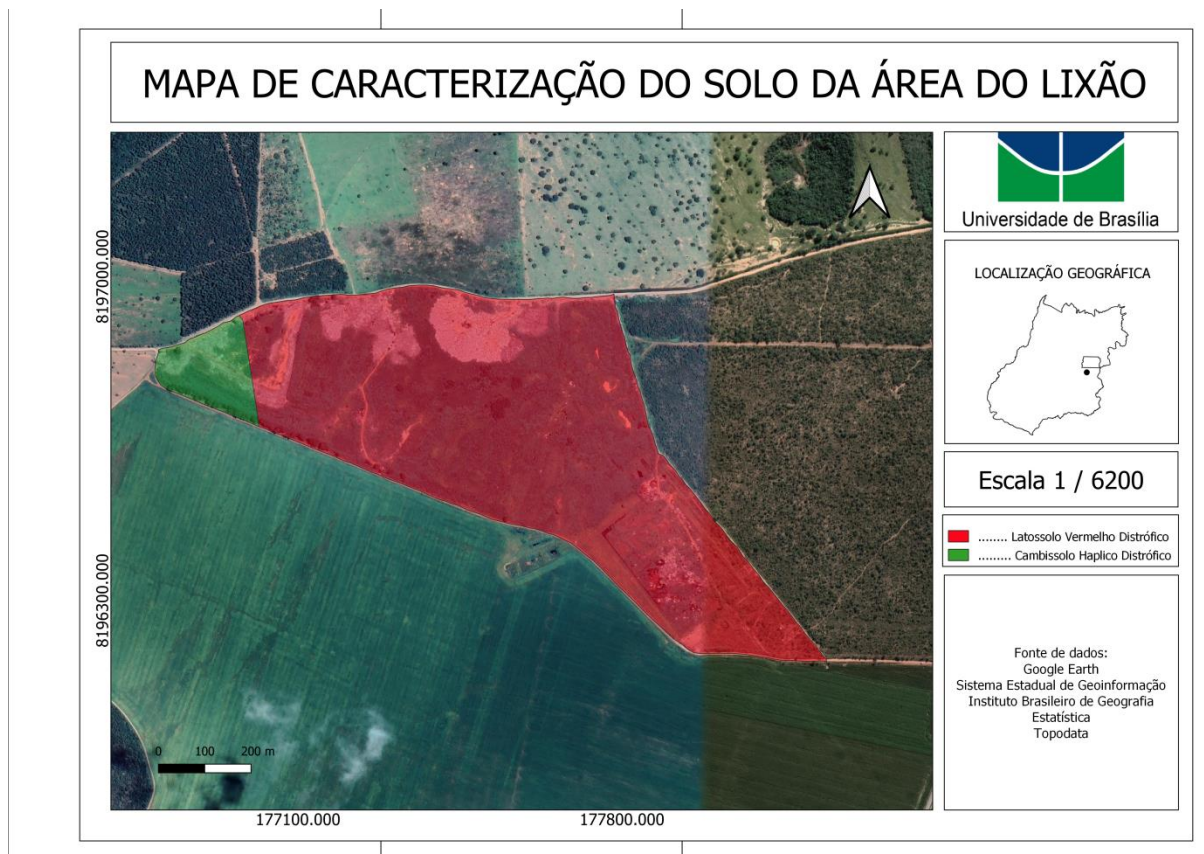 MAPA DE CARACTERIZAÇÃO DO SOLO DA ÁREA DO LIXÃO
Universidade de Brasília
LOCALIZAÇÃO GEOGRÁFICA
Escala 1 / 6200
........ Latossolo Vermelho Distrófico
......... Cambissolo Haplico Distrófico
Fonte de dados:
Google Earth
Sistema Estadual de Geoinformação
Instituto Brasileiro de Geografia
Estatística
Topodata
8197000.000
8196300.000
0 100 200 m
177100.000
177800.000